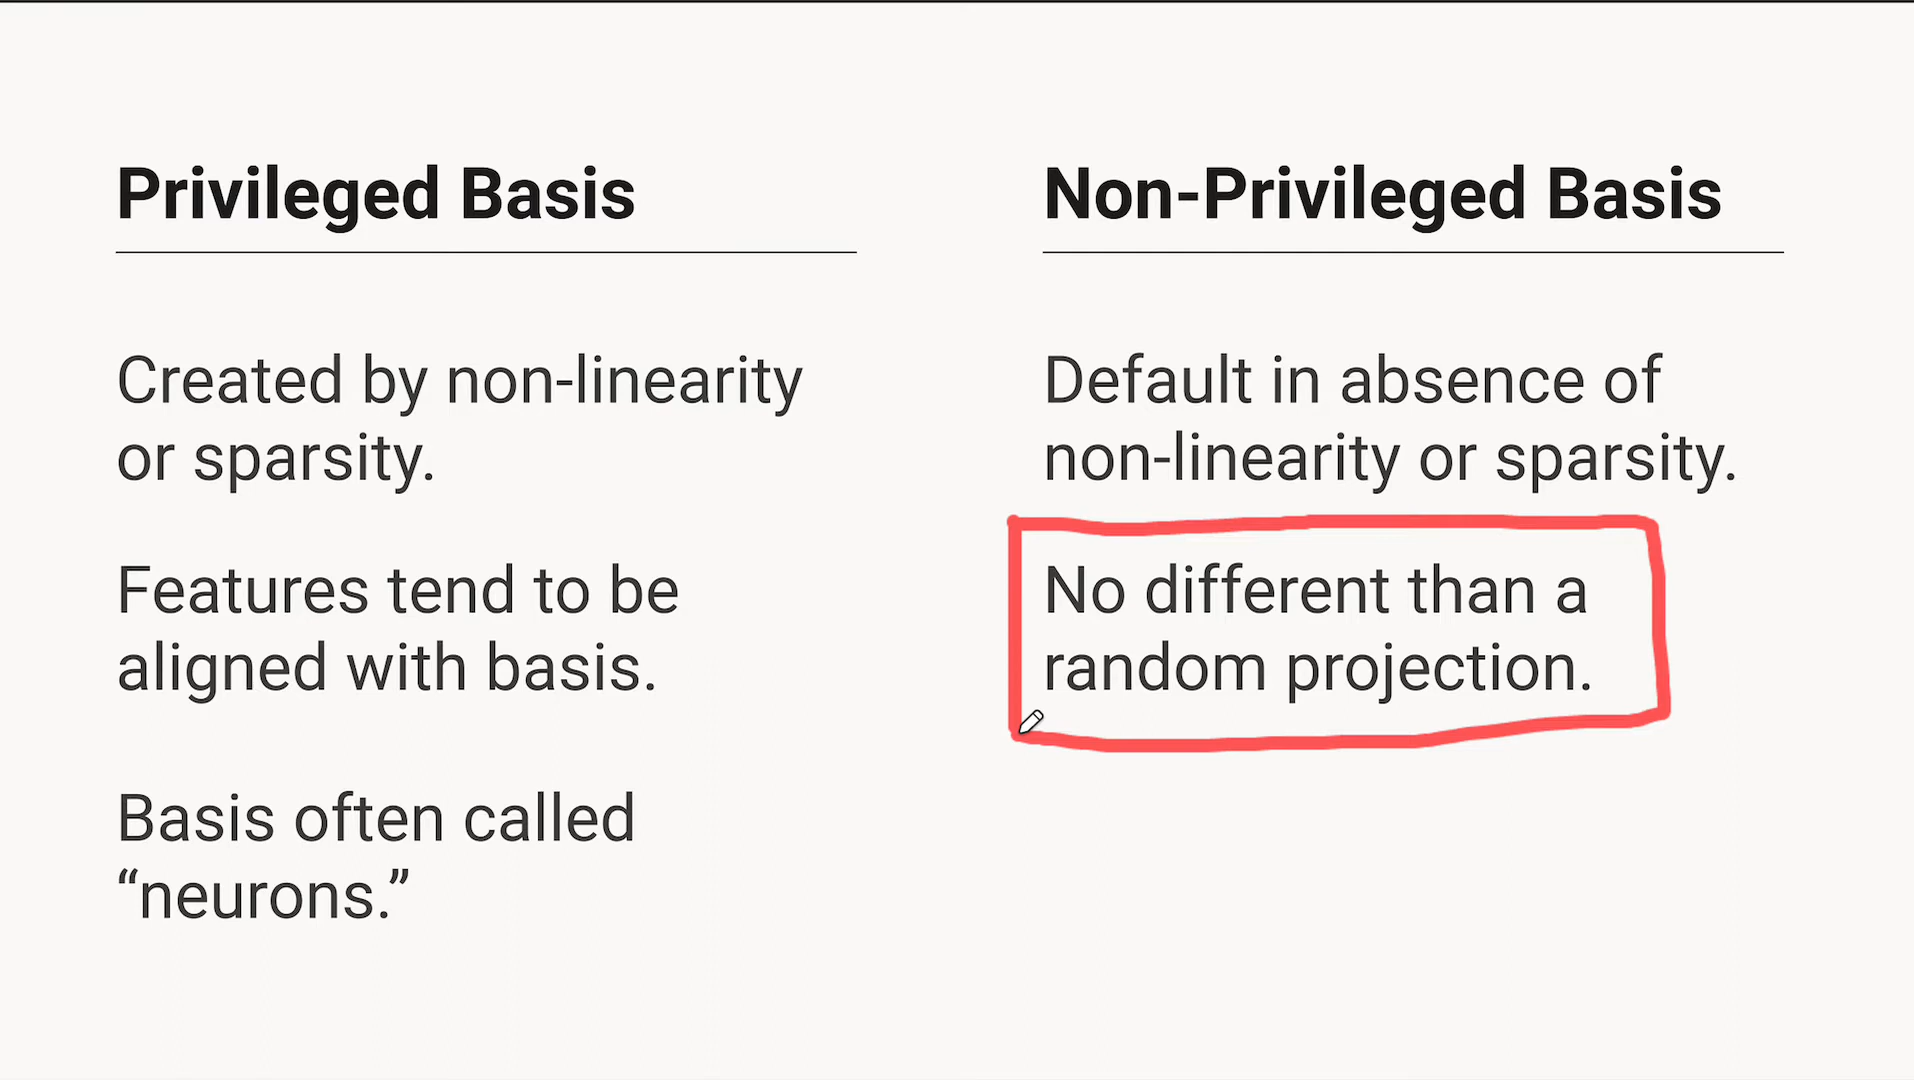 Privileged Basis
Created by non-linearity
or sparsity.
Features tend to be
aligned with basis.
Basis often called
“neurons.”
Non-Privileged Basis
Default in absence of
non-linearity or sparsity.
No different than a
random projection.